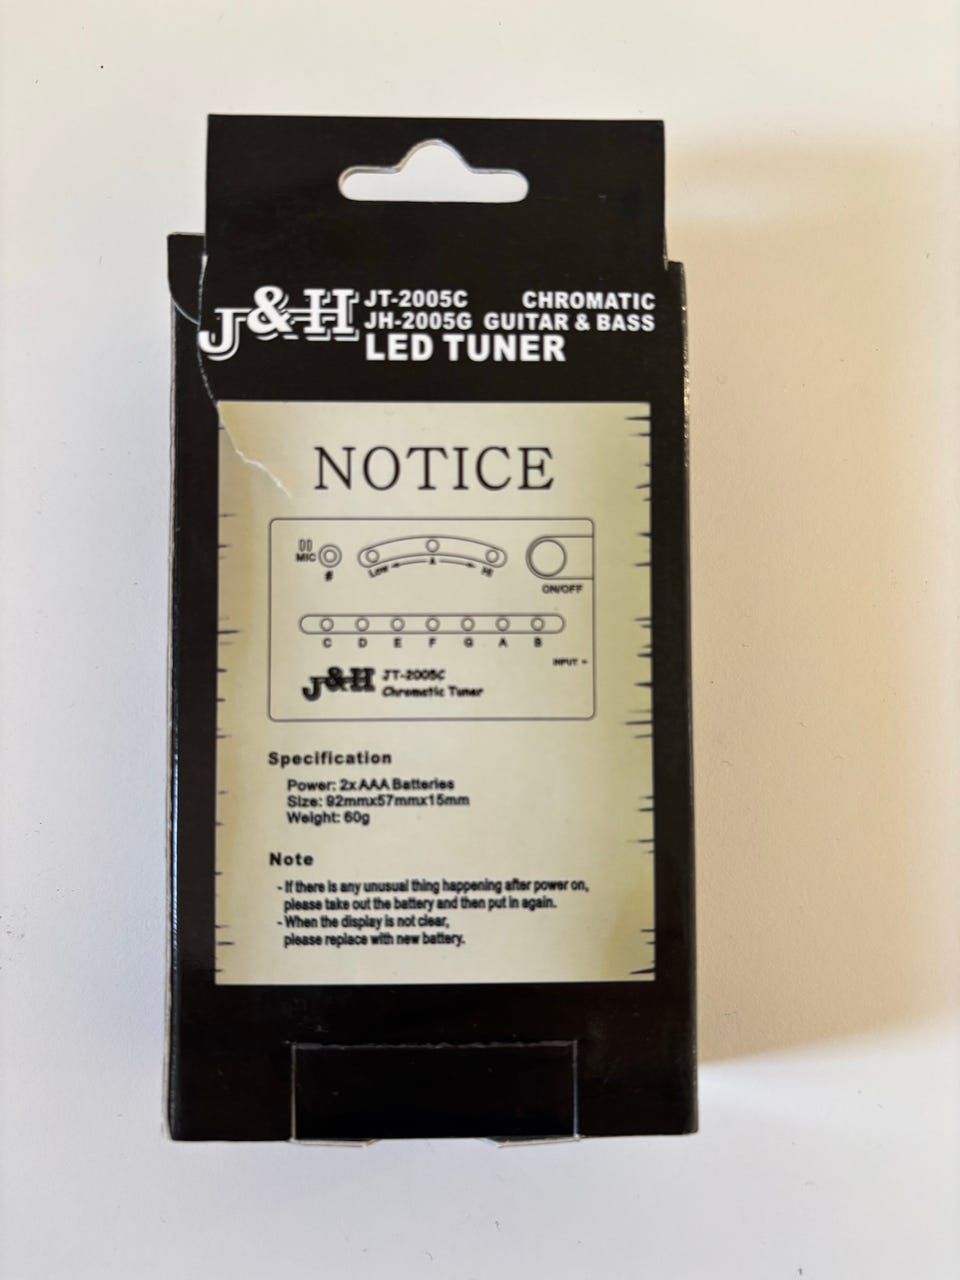 J&H JT-2005C CHROMATIC
JH-2005G GUITAR & BASS
LED TUNER
NOTICE
MIC
#
Low A Hi
ON/OFF
C D E F G A B
INPUT
J&H JT-2005C
Chromatic Tuner
Specification
Power: 2xAAA Batteries
Size: 92mmx57mmx15mm
Weight: 60g
Note
- If there is any unusual thing happening after power on,
please take out the battery and then put in again.
- When the display is not clear,
please replace with new battery.